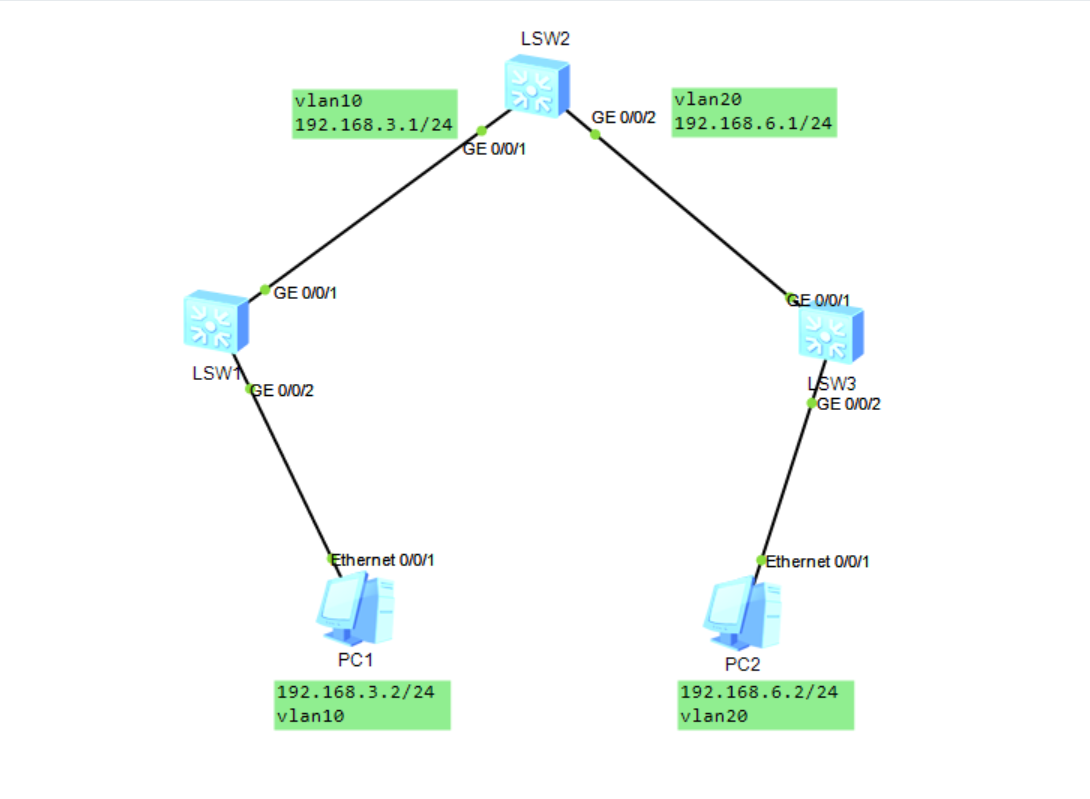 LSW2
vlan10
192.168.3.1/24
GE 0/0/2
vlan20
192.168.6.1/24
GE 0/0/1
GE 0/0/1
GE 0/0/1
LSW1
GE 0/0/2
LSW3
GE 0/0/2
Ethernet 0/0/1
Ethernet 0/0/1
PC1
PC2
192.168.3.2/24
vlan10
192.168.6.2/24
vlan20